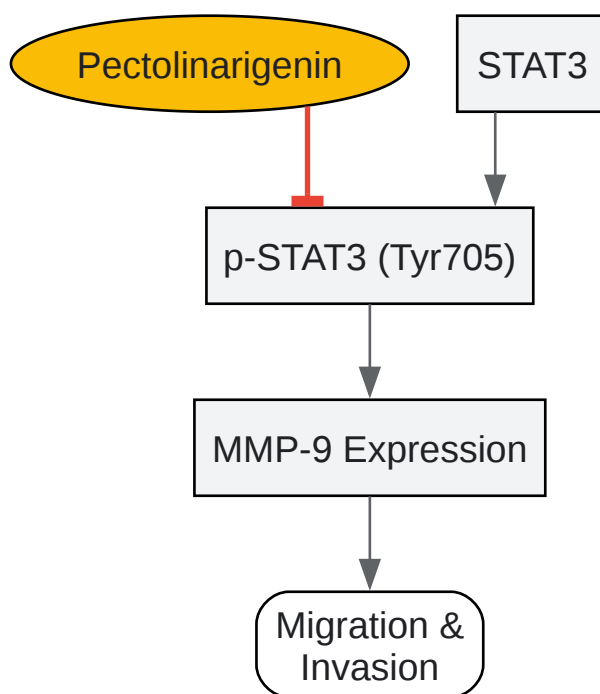 Pectolinarigenin
STAT3
p-STAT3 (Tyr705)
MMP-9 Expression
Migration &
Invasion